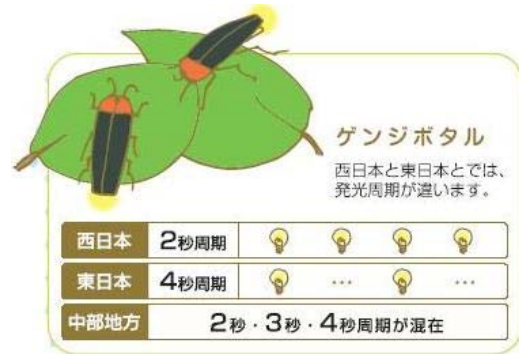 ゲンジボタル
西日本と東日本とでは、
発光周期が違います。
西日本 2秒周期
東日本 4秒周期 … …
中部地方 2秒・3秒・4秒周期が混在